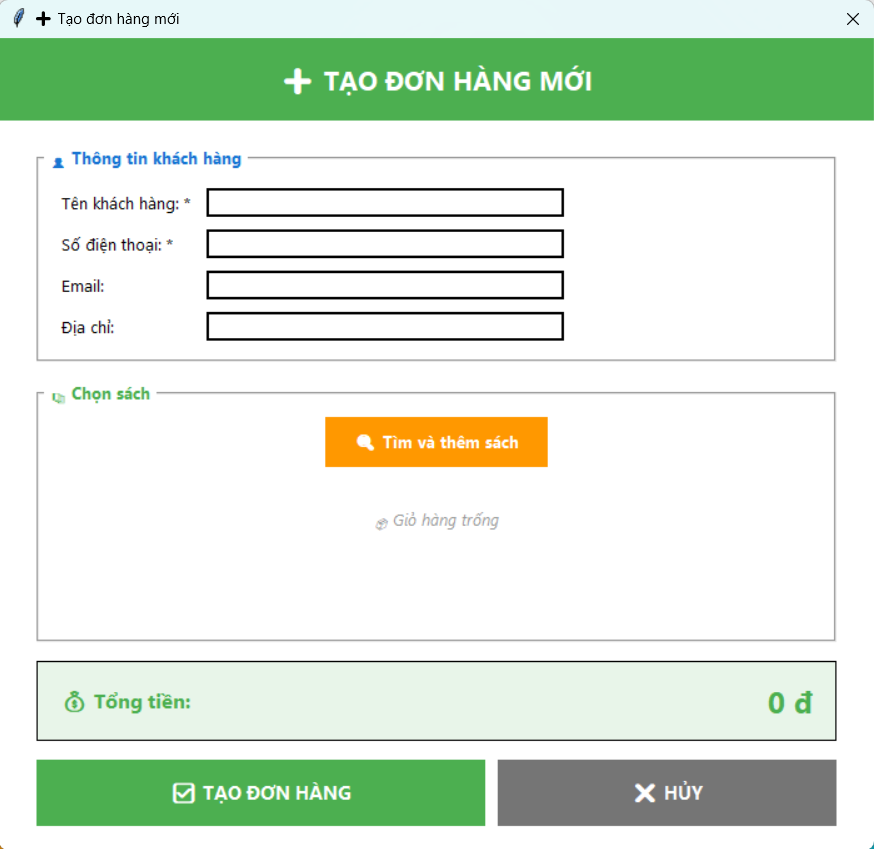 Tạo đơn hàng mới
TẠO ĐƠN HÀNG MỚI
Thông tin khách hàng
Tên khách hàng: *
Số điện thoại: *
Email:
Địa chỉ:
Chọn sách
Tìm và thêm sách
Giỏ hàng trống
Tổng tiền:
0 đ
TẠO ĐƠN HÀNG
HỦY